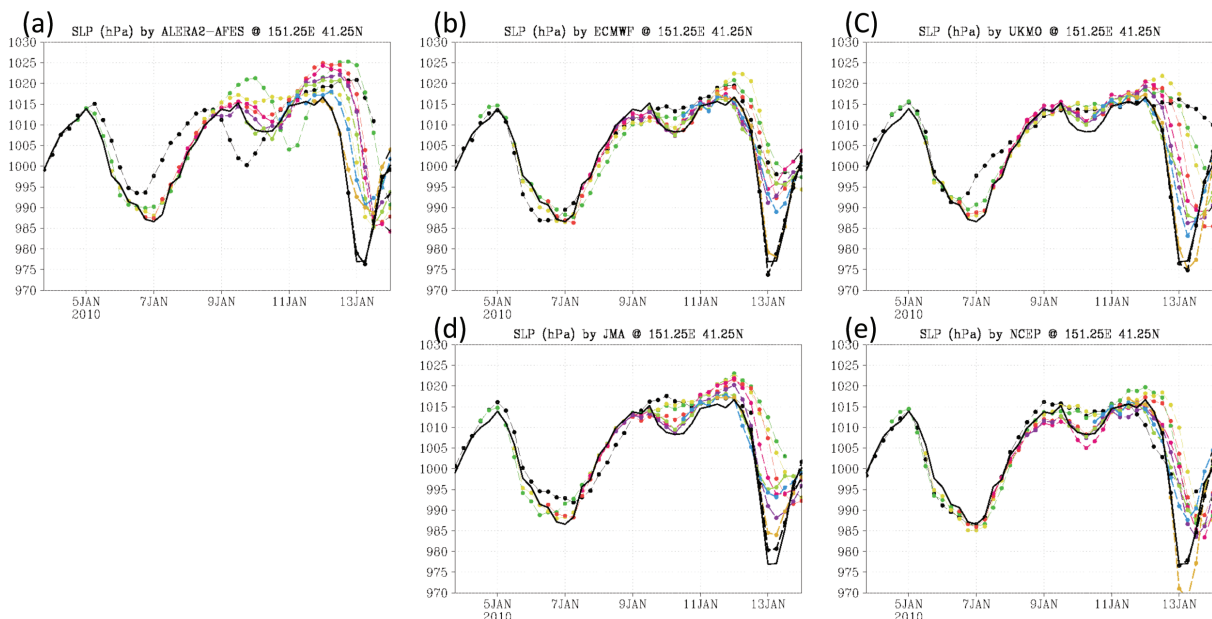 (a)
SLP (hPa) by ALERA2-AFES @ 151.25E 41.25N
1030
1025
1020
1015
1010
1005
1000
995
990
985
980
975
970
5JAN
2010
7JAN
9JAN
11JAN
13JAN
(b)
SLP (hPa) by ECMWF @ 151.25E 41.25N
1030
1025
1020
1015
1010
1005
1000
995
990
985
980
975
970
5JAN
2010
7JAN
9JAN
11JAN
13JAN
(C)
SLP (hPa) by UKMO @ 151.25E 41.25N
1030
1025
1020
1015
1010
1005
1000
995
990
985
980
975
970
5JAN
2010
7JAN
9JAN
11JAN
13JAN
(d)
SLP (hPa) by JMA @ 151.25E 41.25N
1030
1025
1020
1015
1010
1005
1000
995
990
985
980
975
970
5JAN
2010
7JAN
9JAN
11JAN
13JAN
(e)
SLP (hPa) by NCEP @ 151.25E 41.25N
1030
1025
1020
1015
1010
1005
1000
995
990
985
980
975
970
5JAN
2010
7JAN
9JAN
11JAN
13JAN